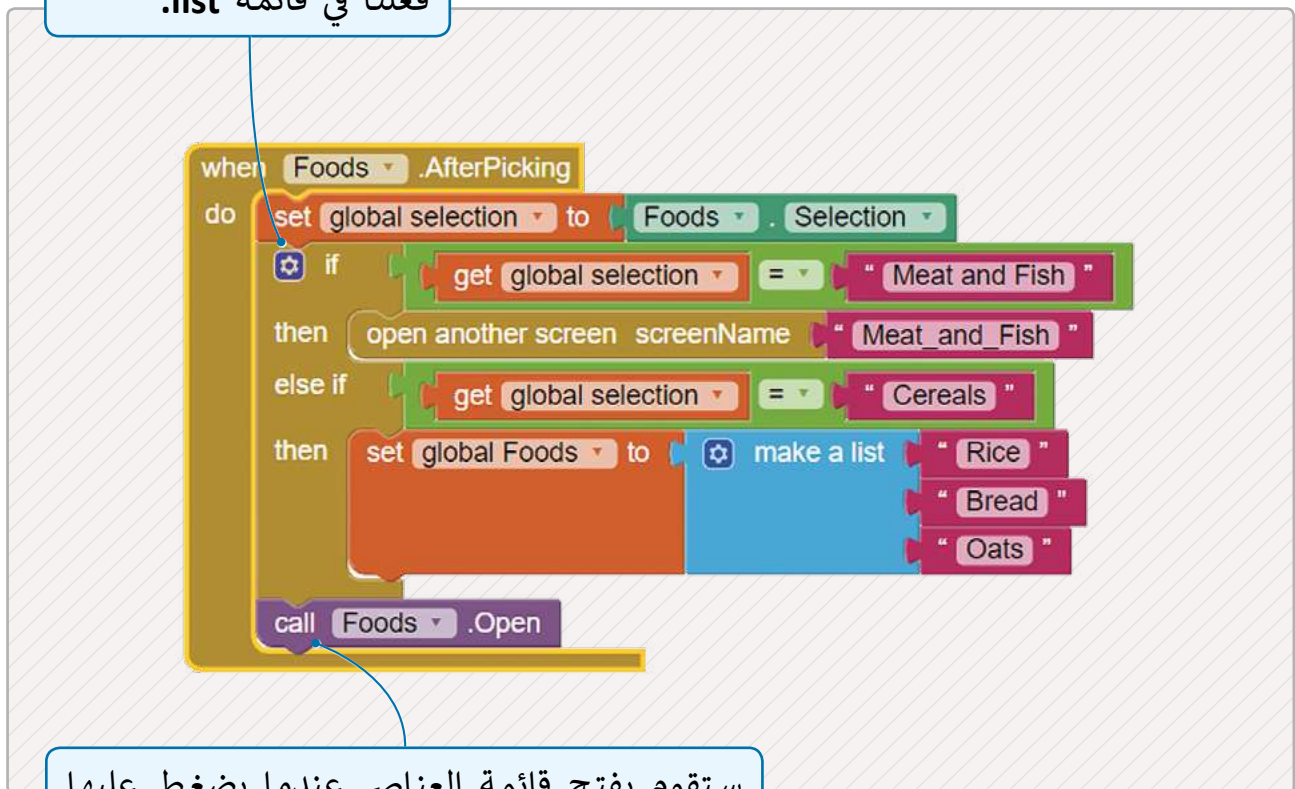 فعلنا في قائمة list.
when Foods .AfterPicking
do set global selection to Foods . Selection
if get global selection = " Meat and Fish "
then open another screen screenName " Meat_and_Fish "
else if get global selection = " Cereals "
then set global Foods to make a list " Rice "
" Bread "
" Oats "
call Foods .Open
ستقوم بفتح قائمة العناصر عندما يضغط عليها